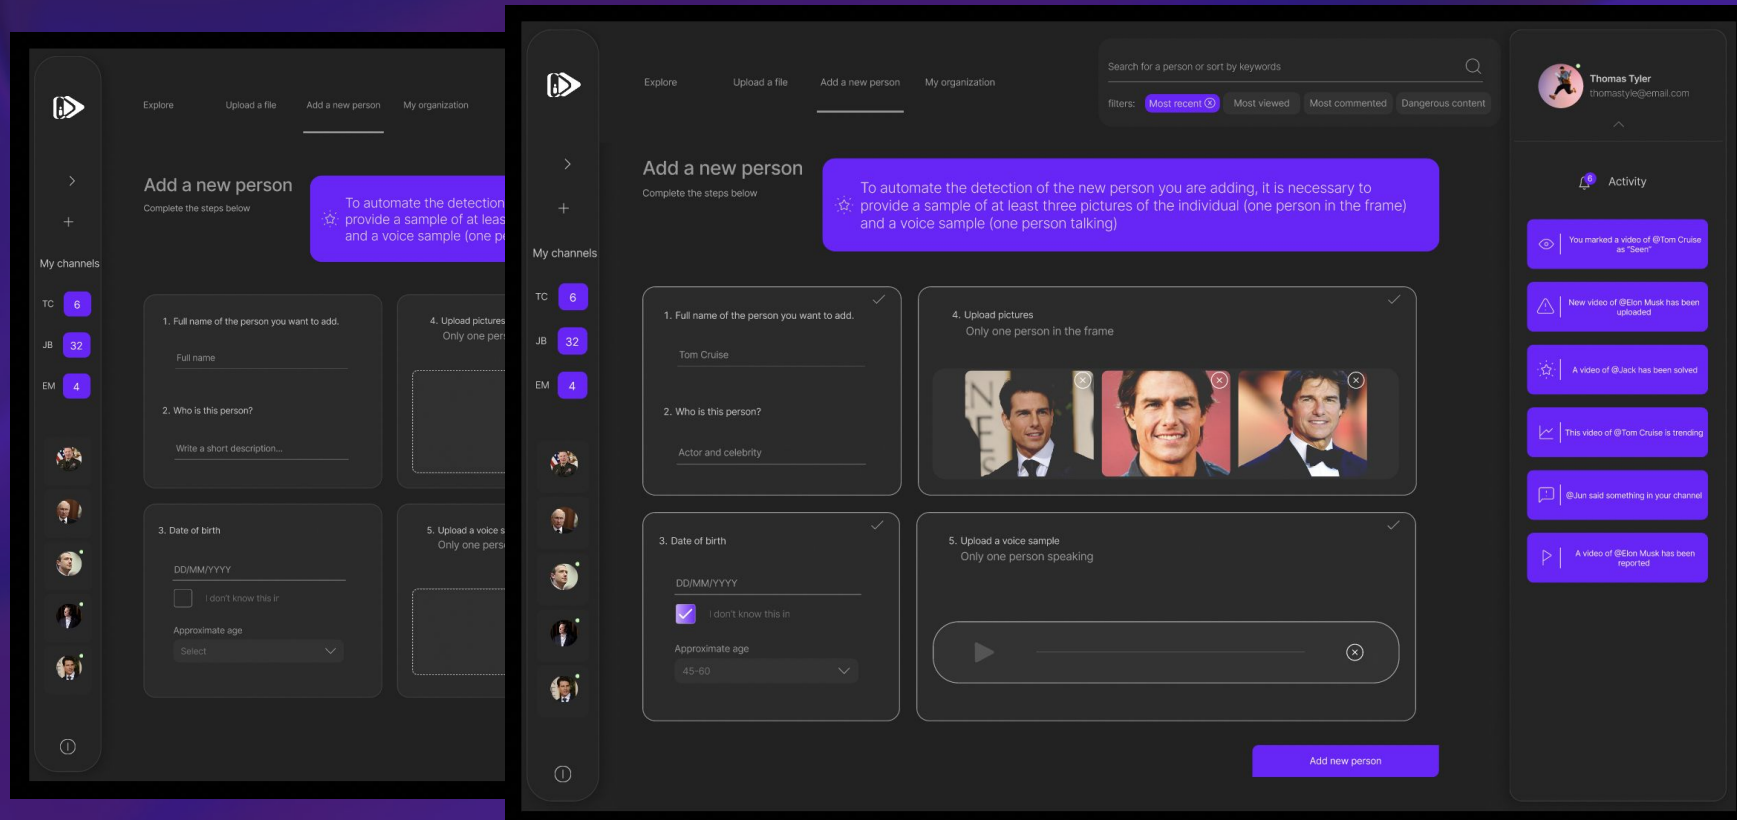 Explore
Upload a file
Add a new person
My organization
Add a new person
Complete the steps below
To automate the detection
provide a sample of at leas
and a voice sample (one pe
My channels
TC 6
JB 32
EM 4
1. Full name of the person you want to add.
Full name
2. Who is this person?
Write a short description...
3. Date of birth
DD/MM/YYYY
I don't know this in
Approximate age
Select
4. Upload pictures
Only one per
5. Upload a voice s
Only one perso
Explore
Upload a file
Add a new person
My organization
Search for a person or sort by keywords
filters: Most recent Most viewed Most commented Dangerous content
Add a new person
Complete the steps below
To automate the detection of the new person you are adding, it is necessary to
provide a sample of at least three pictures of the individual (one person in the frame)
and a voice sample (one person talking)
My channels
TC 6
JB 32
EM 4
1. Full name of the person you want to add.
Tom Cruise
2. Who is this person?
Actor and celebrity
4. Upload pictures
Only one person in the frame
3. Date of birth
DD/MM/YYYY
I don't know this in
Approximate age
45-60
5. Upload a voice sample
Only one person speaking
Add new person
Thomas Tyler
thomastyle@email.com
6
Activity
You marked a video of @Tom Cruise
as "Seen"
New video of @Elon Musk has been
uploaded
A video of @Jack has been solved
This video of @Tom Cruise is trending
@Jun said something in your channel
A video of @Elon Musk has been
reported